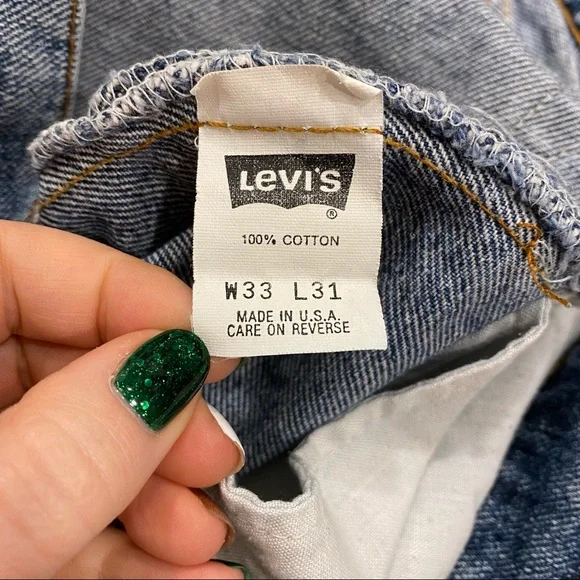 LEVI'S
®
100% COTTON
W33 L31
MADE IN U.S.A.
CARE ON REVERSE